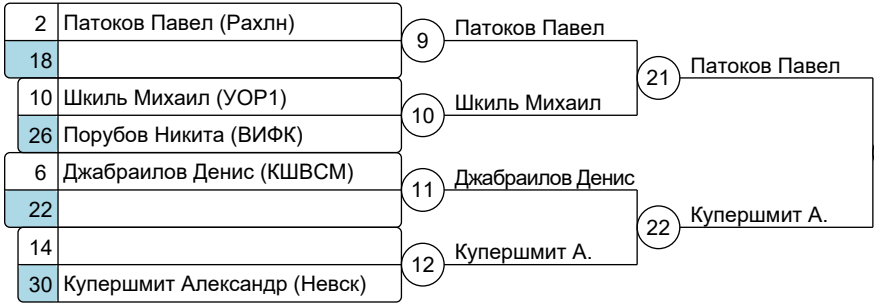 2 Патоков Павел (Рахлн)
18
9 Патоков Павел
10 Шкиль Михаил (УОР1)
26 Порубов Никита (ВИФК)
10 Шкиль Михаил
21 Патоков Павел
6 Джабраилов Денис (КШВСМ)
22
11 Джабраилов Денис
14
30 Купершмит Александр (Невск)
12 Купершмит А.
22 Купершмит А.